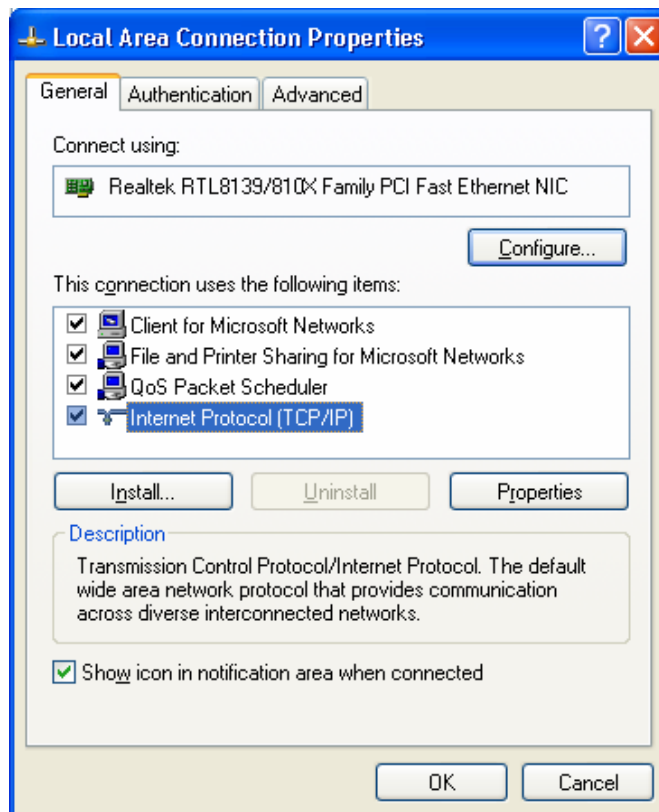 Local Area Connection Properties
General Authentication Advanced
Connect using:
Realtek RTL8139/810X Family PCI Fast Ethernet NIC
Configure...
This connection uses the following items:
Client for Microsoft Networks
File and Printer Sharing for Microsoft Networks
QoS Packet Scheduler
Internet Protocol (TCP/IP)
Install... Uninstall Properties
Description
Transmission Control Protocol/Internet Protocol. The default
wide area network protocol that provides communication
across diverse interconnected networks.
Show icon in notification area when connected
OK Cancel